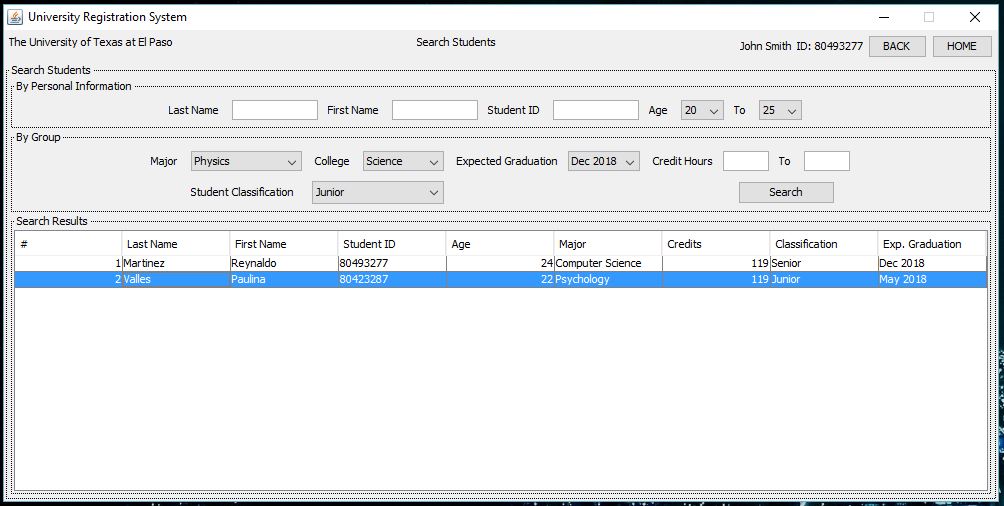 University Registration System
The University of Texas at El Paso Search Students John Smith ID: 80493277 BACK HOME
Search Students
By Personal Information
Last Name First Name Student ID Age 20 To 25
By Group
Major Physics College Science Expected Graduation Dec 2018 Credit Hours To
Student Classification Junior Search
Search Results
# Last Name First Name Student ID Age Major Credits Classification Exp. Graduation
1 Martinez Reynaldo 80493277 24 Computer Science 119 Senior Dec 2018
2 Valles Paulina 80423287 22 Psychology 119 Junior May 2018